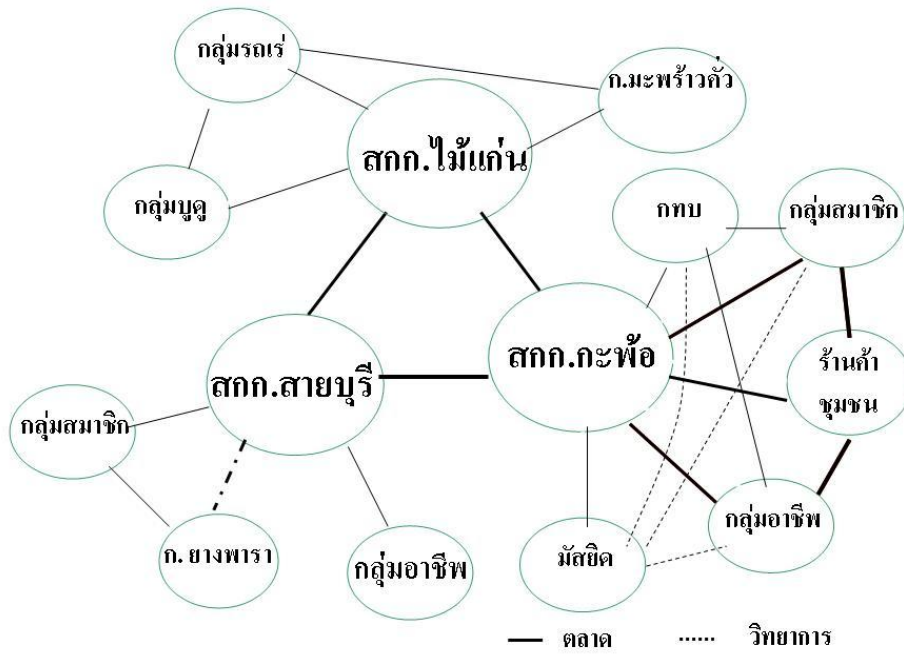 กลุ่มรถเร่
ก.มะพร้าวคั่ว
สกก.ไม้แก่น
กลุ่มบูดู
กทบ
กลุ่มสมาชิก
สกก.กะพ้อ
สกก.สายบุรี
ร้านค้า
ชุมชน
กลุ่มสมาชิก
กลุ่มอาชีพ
ก. ยางพารา
กลุ่มอาชีพ
มัสยิด
ตลาด
วิทยาการ